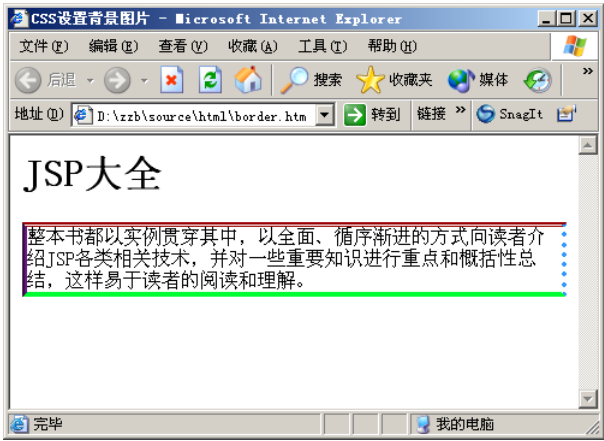 CSS设置背景图片 - Microsoft Internet Explorer
文件(F) 编辑(E) 查看(V) 收藏(A) 工具(T) 帮助(H)
后退 搜索 收藏夹 媒体 »
地址(D) D:\zzb\source\html\border.htm 转到 链接 » SnagIt
JSP大全
整本书都以实例贯穿其中，以全面、循序渐进的方式向读者介
绍JSP各类相关技术，并对一些重要知识进行重点和概括性总
结，这样易于读者的阅读和理解。
完毕 我的电脑